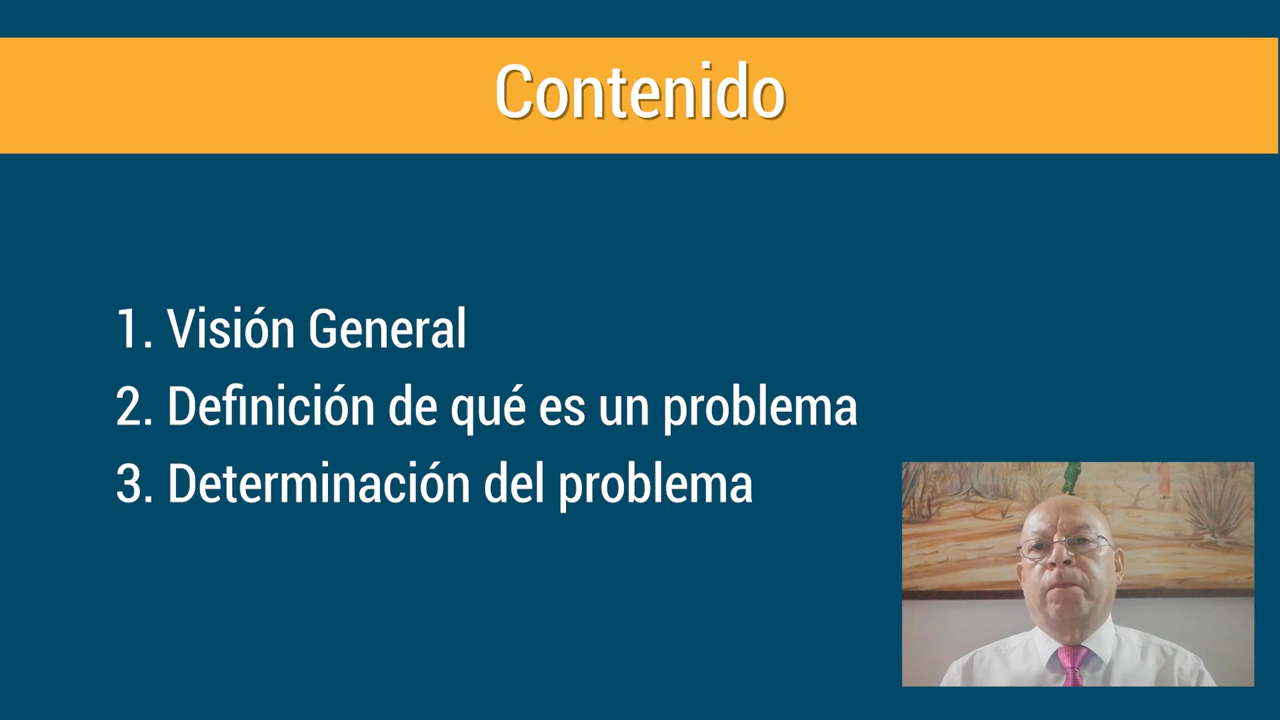 Contenido
1. Visión General
2. Definición de qué es un problema
3. Determinación del problema